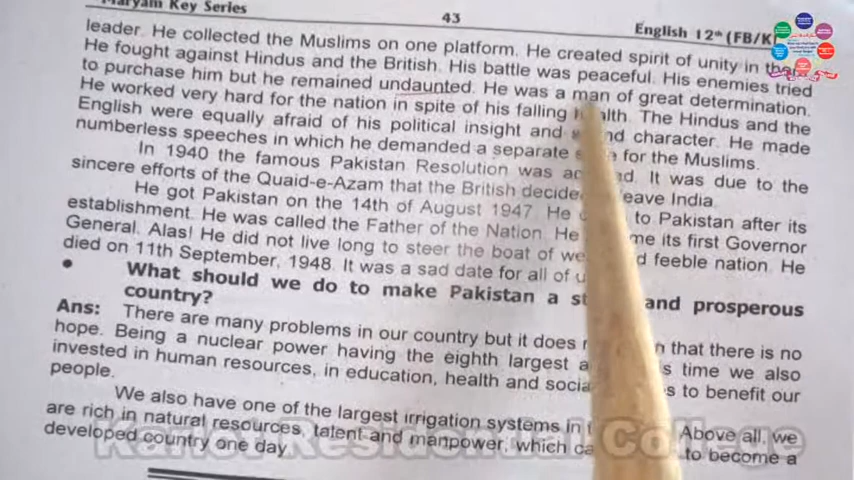 Maryam Key Series
43
English 12th (FB/K
leader. He collected the Muslims on one platform. He created spirit of unity in them.
He fought against Hindus and the British. His battle was peaceful. His enemies tried
to purchase him but he remained undaunted. He was a man of great determination.
He worked very hard for the nation in spite of his falling health. The Hindus and the
English were equally afraid of his political insight and character. He made
numberless speeches in which he demanded a separate for the Muslims.
In 1940 the famous Pakistan Resolution was It was due to the
sincere efforts of the Quaid-e-Azam that the British decided leave India.
He got Pakistan on the 14th of August 1947. He to Pakistan after its
establishment. He was called the Father of the Nation. He its first Governor
General. Alas! He did not live long to steer the boat of feeble nation. He
died on 11th September, 1948. It was a sad date for all of
• What should we do to make Pakistan a and prosperous
country?
Ans: There are many problems in our country but it does that there is no
hope. Being a nuclear power having the eighth largest time we also
invested in human resources, in education, health and to benefit our
people.
We also have one of the largest irrigation systems in Above all, we
are rich in natural resources, talent and manpower, which to become a
developed country one day
Residential College